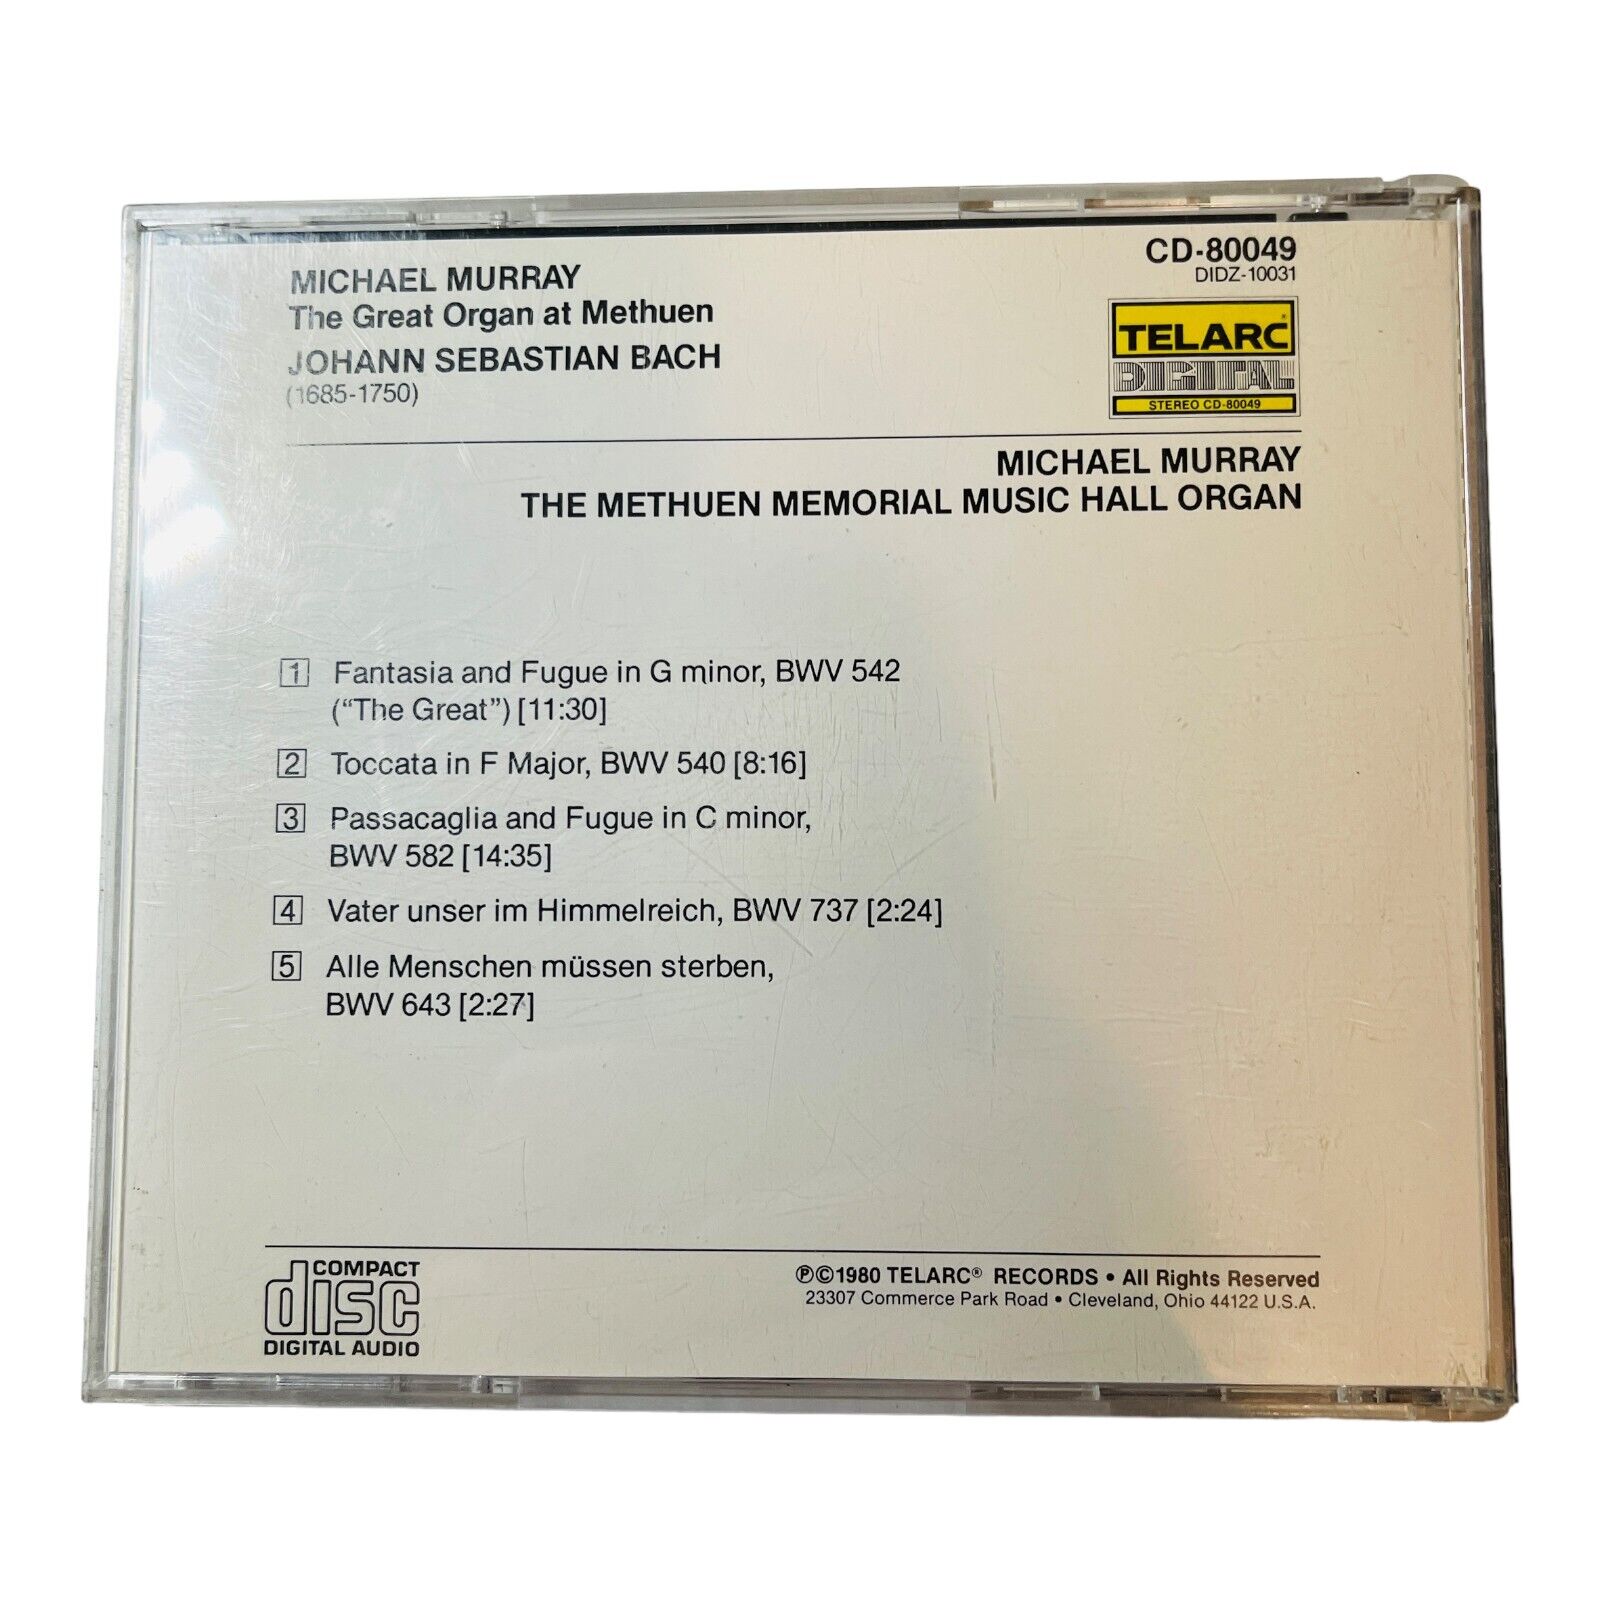 MICHAEL MURRAY
The Great Organ at Methuen
JOHANN SEBASTIAN BACH
(1685-1750)
CD-80049
DIDZ-10031
TELARC®
DIGITAL
STEREO CD-80049
MICHAEL MURRAY
THE METHUEN MEMORIAL MUSIC HALL ORGAN
1 Fantasia and Fugue in G minor, BWV 542
(“The Great”) [11:30]
2 Toccata in F Major, BWV 540 [8:16]
3 Passacaglia and Fugue in C minor,
BWV 582 [14:35]
4 Vater unser im Himmelreich, BWV 737 [2:24]
5 Alle Menschen müssen sterben,
BWV 643 [2:27]
COMPACT
disc
DIGITAL AUDIO
℗©1980 TELARC® RECORDS • All Rights Reserved
23307 Commerce Park Road • Cleveland, Ohio 44122 U.S.A.